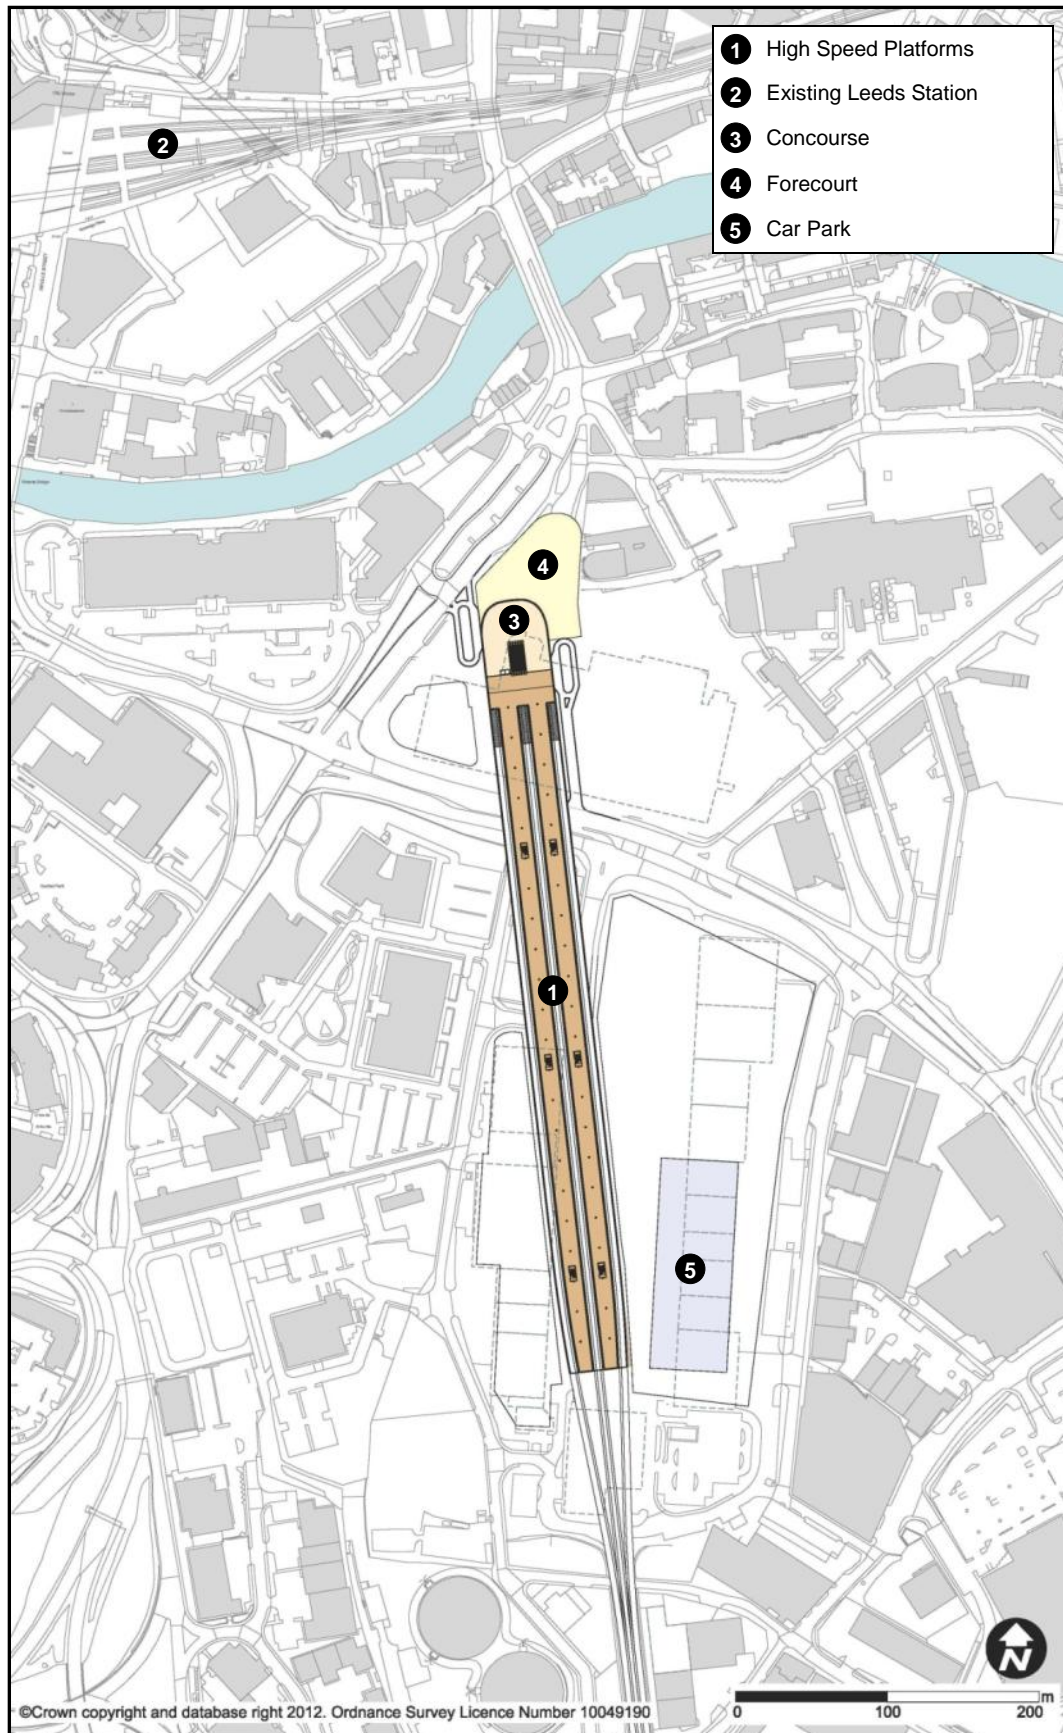 1 High Speed Platforms
2 Existing Leeds Station
3 Concourse
4 Forecourt
5 Car Park
2
4
3
1
5
N
m
0 100 200
©Crown copyright and database right 2012. Ordnance Survey Licence Number 10049190